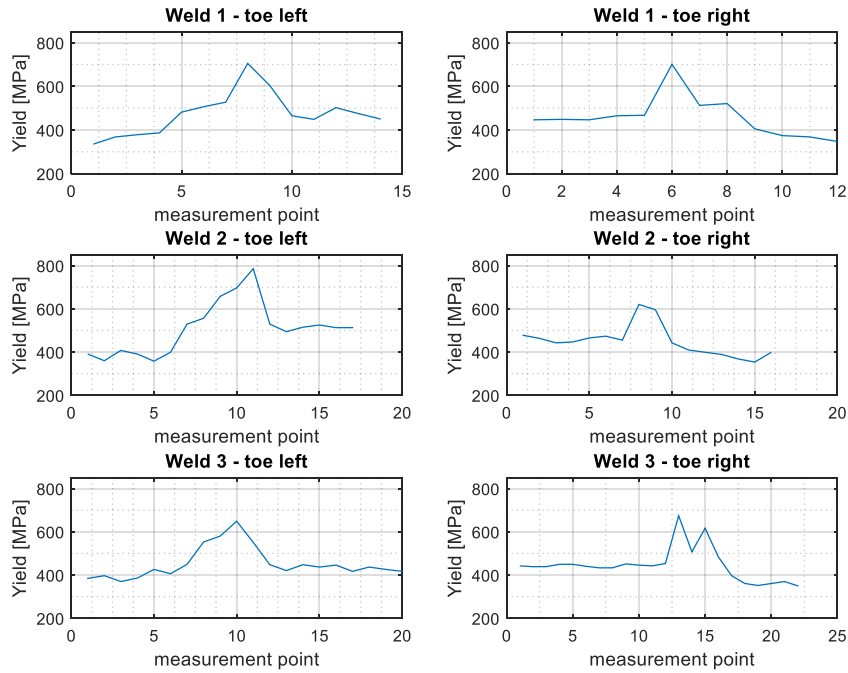 Weld 1 - toe left
Yield [MPa]
800
600
400
200
0 5 10 15
measurement point
Weld 1 - toe right
Yield [MPa]
800
600
400
200
0 2 4 6 8 10 12
measurement point
Weld 2 - toe left
Yield [MPa]
800
600
400
200
0 5 10 15 20
measurement point
Weld 2 - toe right
Yield [MPa]
800
600
400
200
0 5 10 15 20
measurement point
Weld 3 - toe left
Yield [MPa]
800
600
400
200
0 5 10 15 20
measurement point
Weld 3 - toe right
Yield [MPa]
800
600
400
200
0 5 10 15 20 25
measurement point